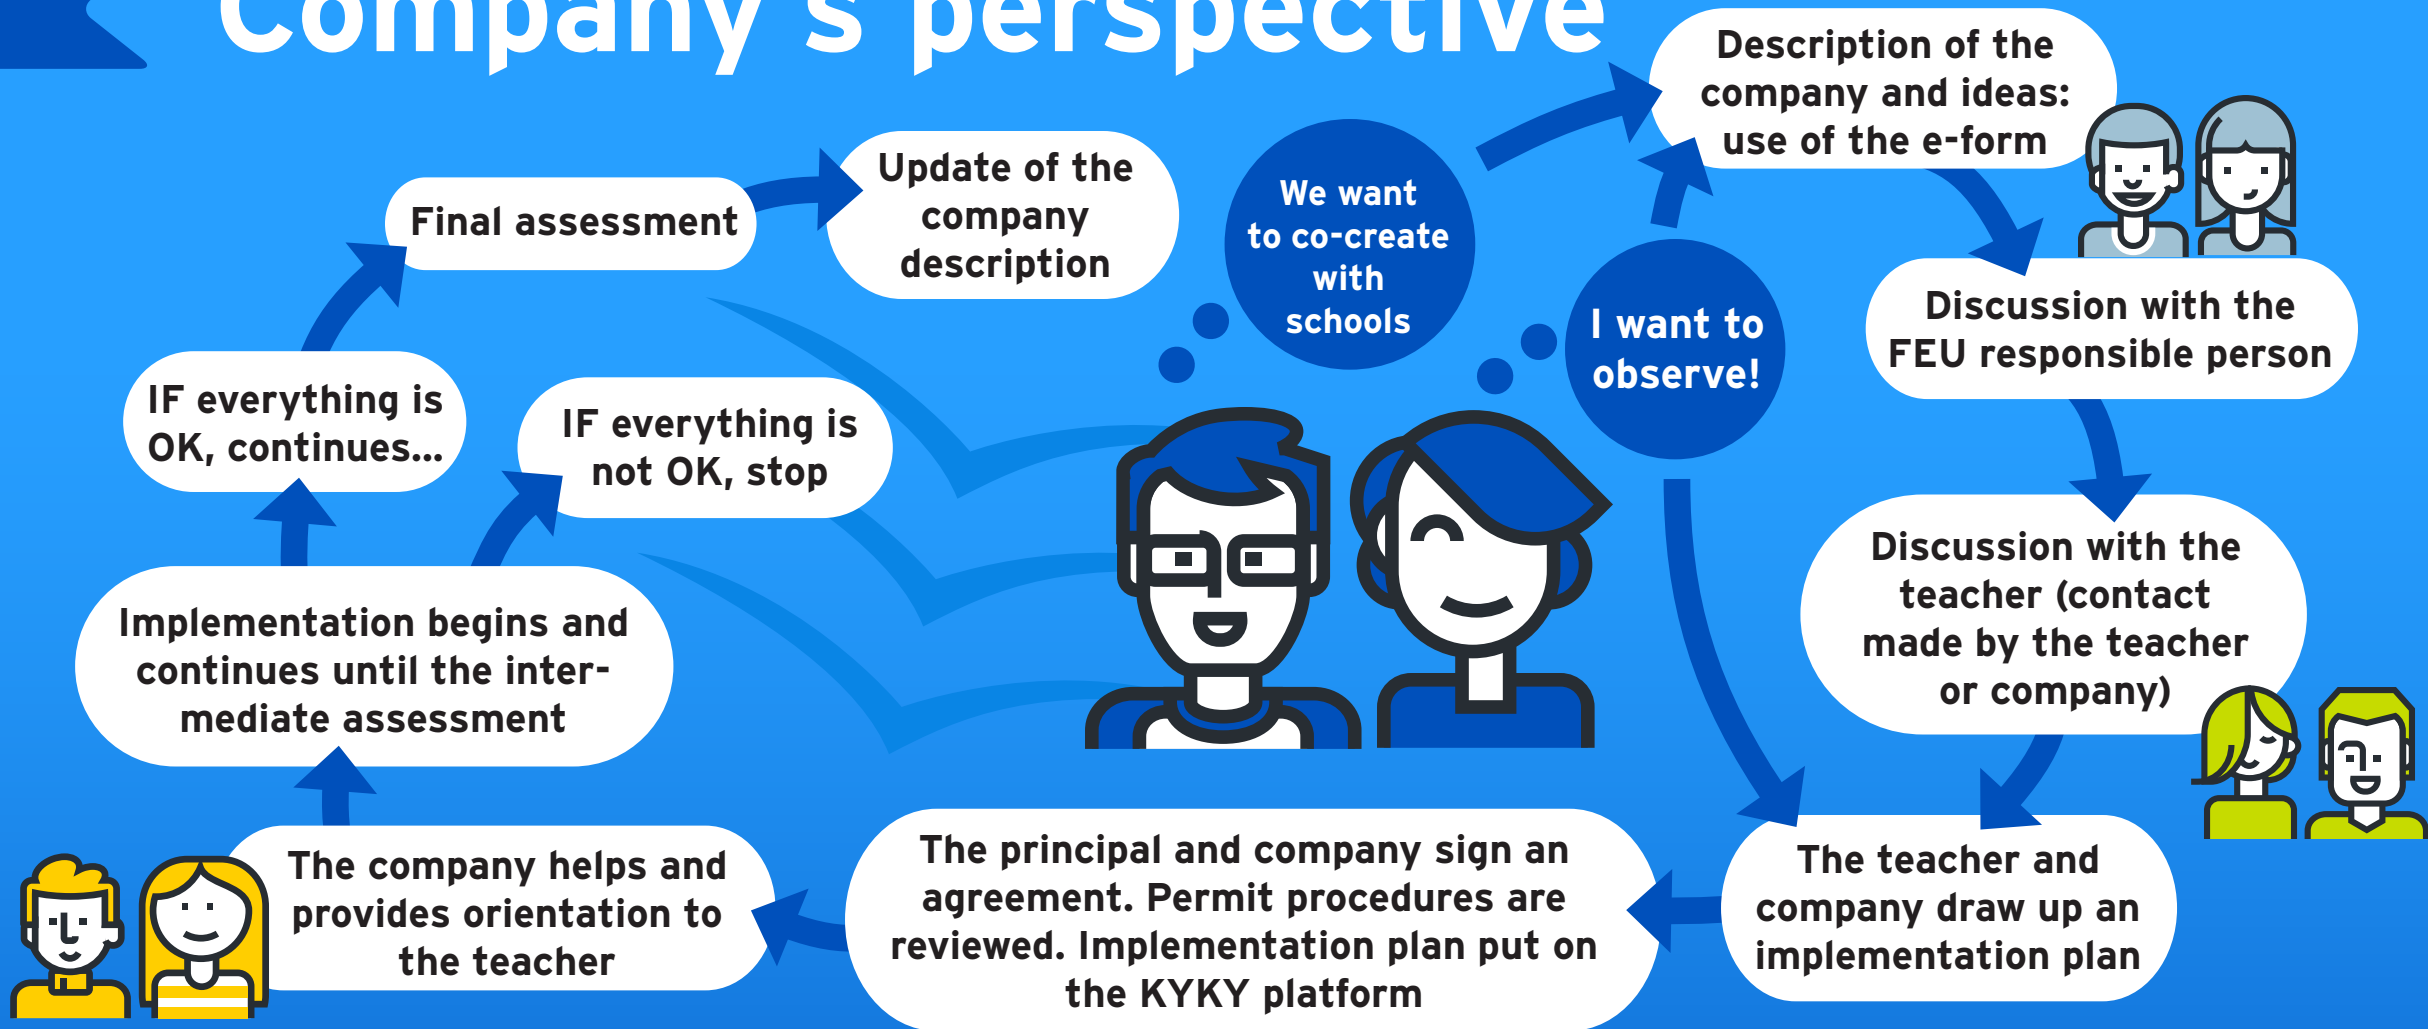 Company's perspective
Description of the
company and ideas:
use of the e-form
We want
to co-create
with
schools
I want to
observe!
Discussion with the
FEU responsible person
Discussion with the
teacher (contact
made by the teacher
or company)
The teacher and
company draw up an
implementation plan
The principal and company sign an
agreement. Permit procedures are
reviewed. Implementation plan put on
the KYKY platform
The company helps and
provides orientation to
the teacher
Implementation begins and
continues until the inter-
mediate assessment
IF everything is
OK, continues...
IF everything is
not OK, stop
Final assessment
Update of the
company
description